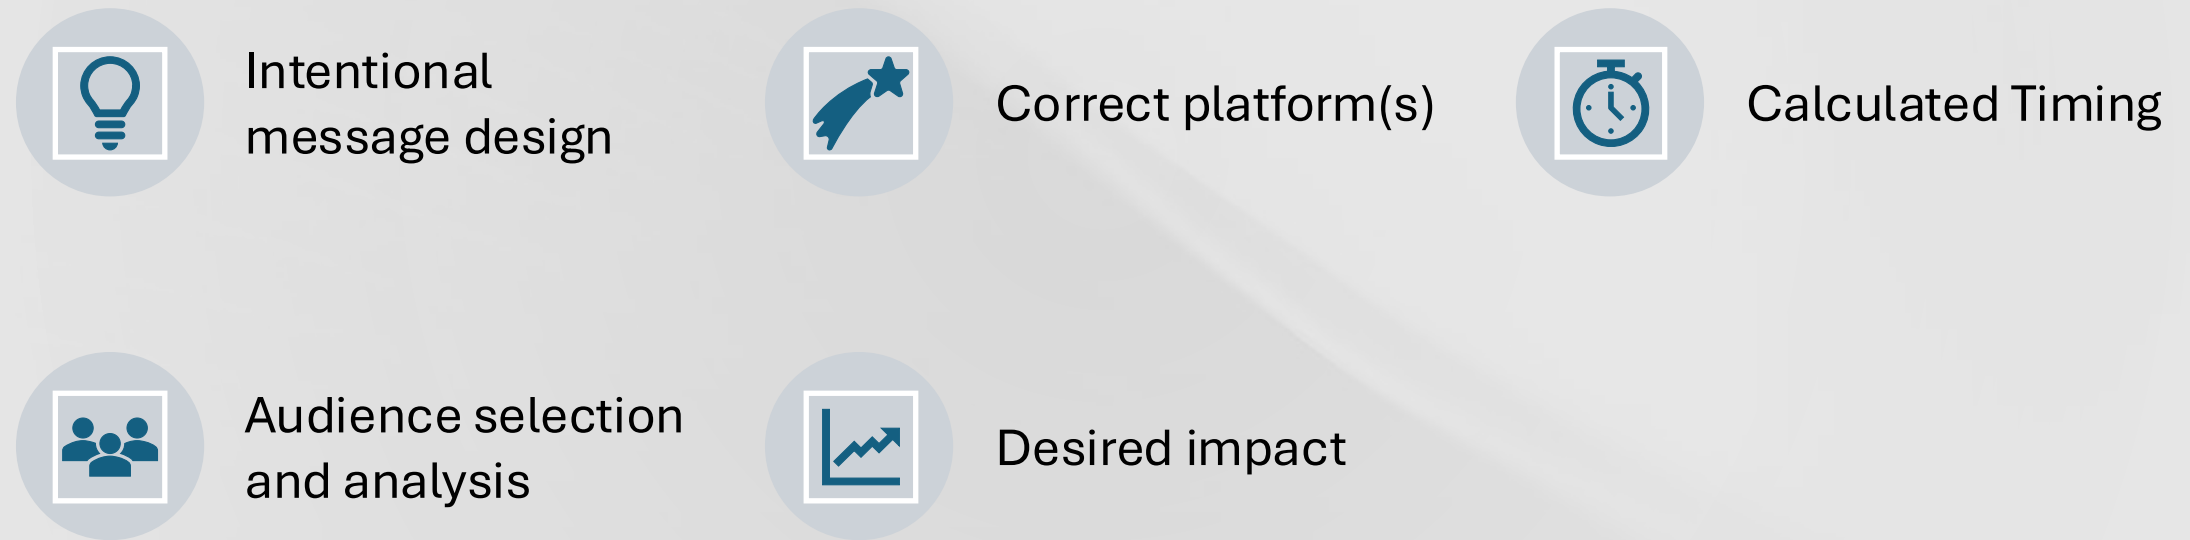 Intentional
message design
Correct platform(s)
Calculated Timing
Audience selection
and analysis
Desired impact